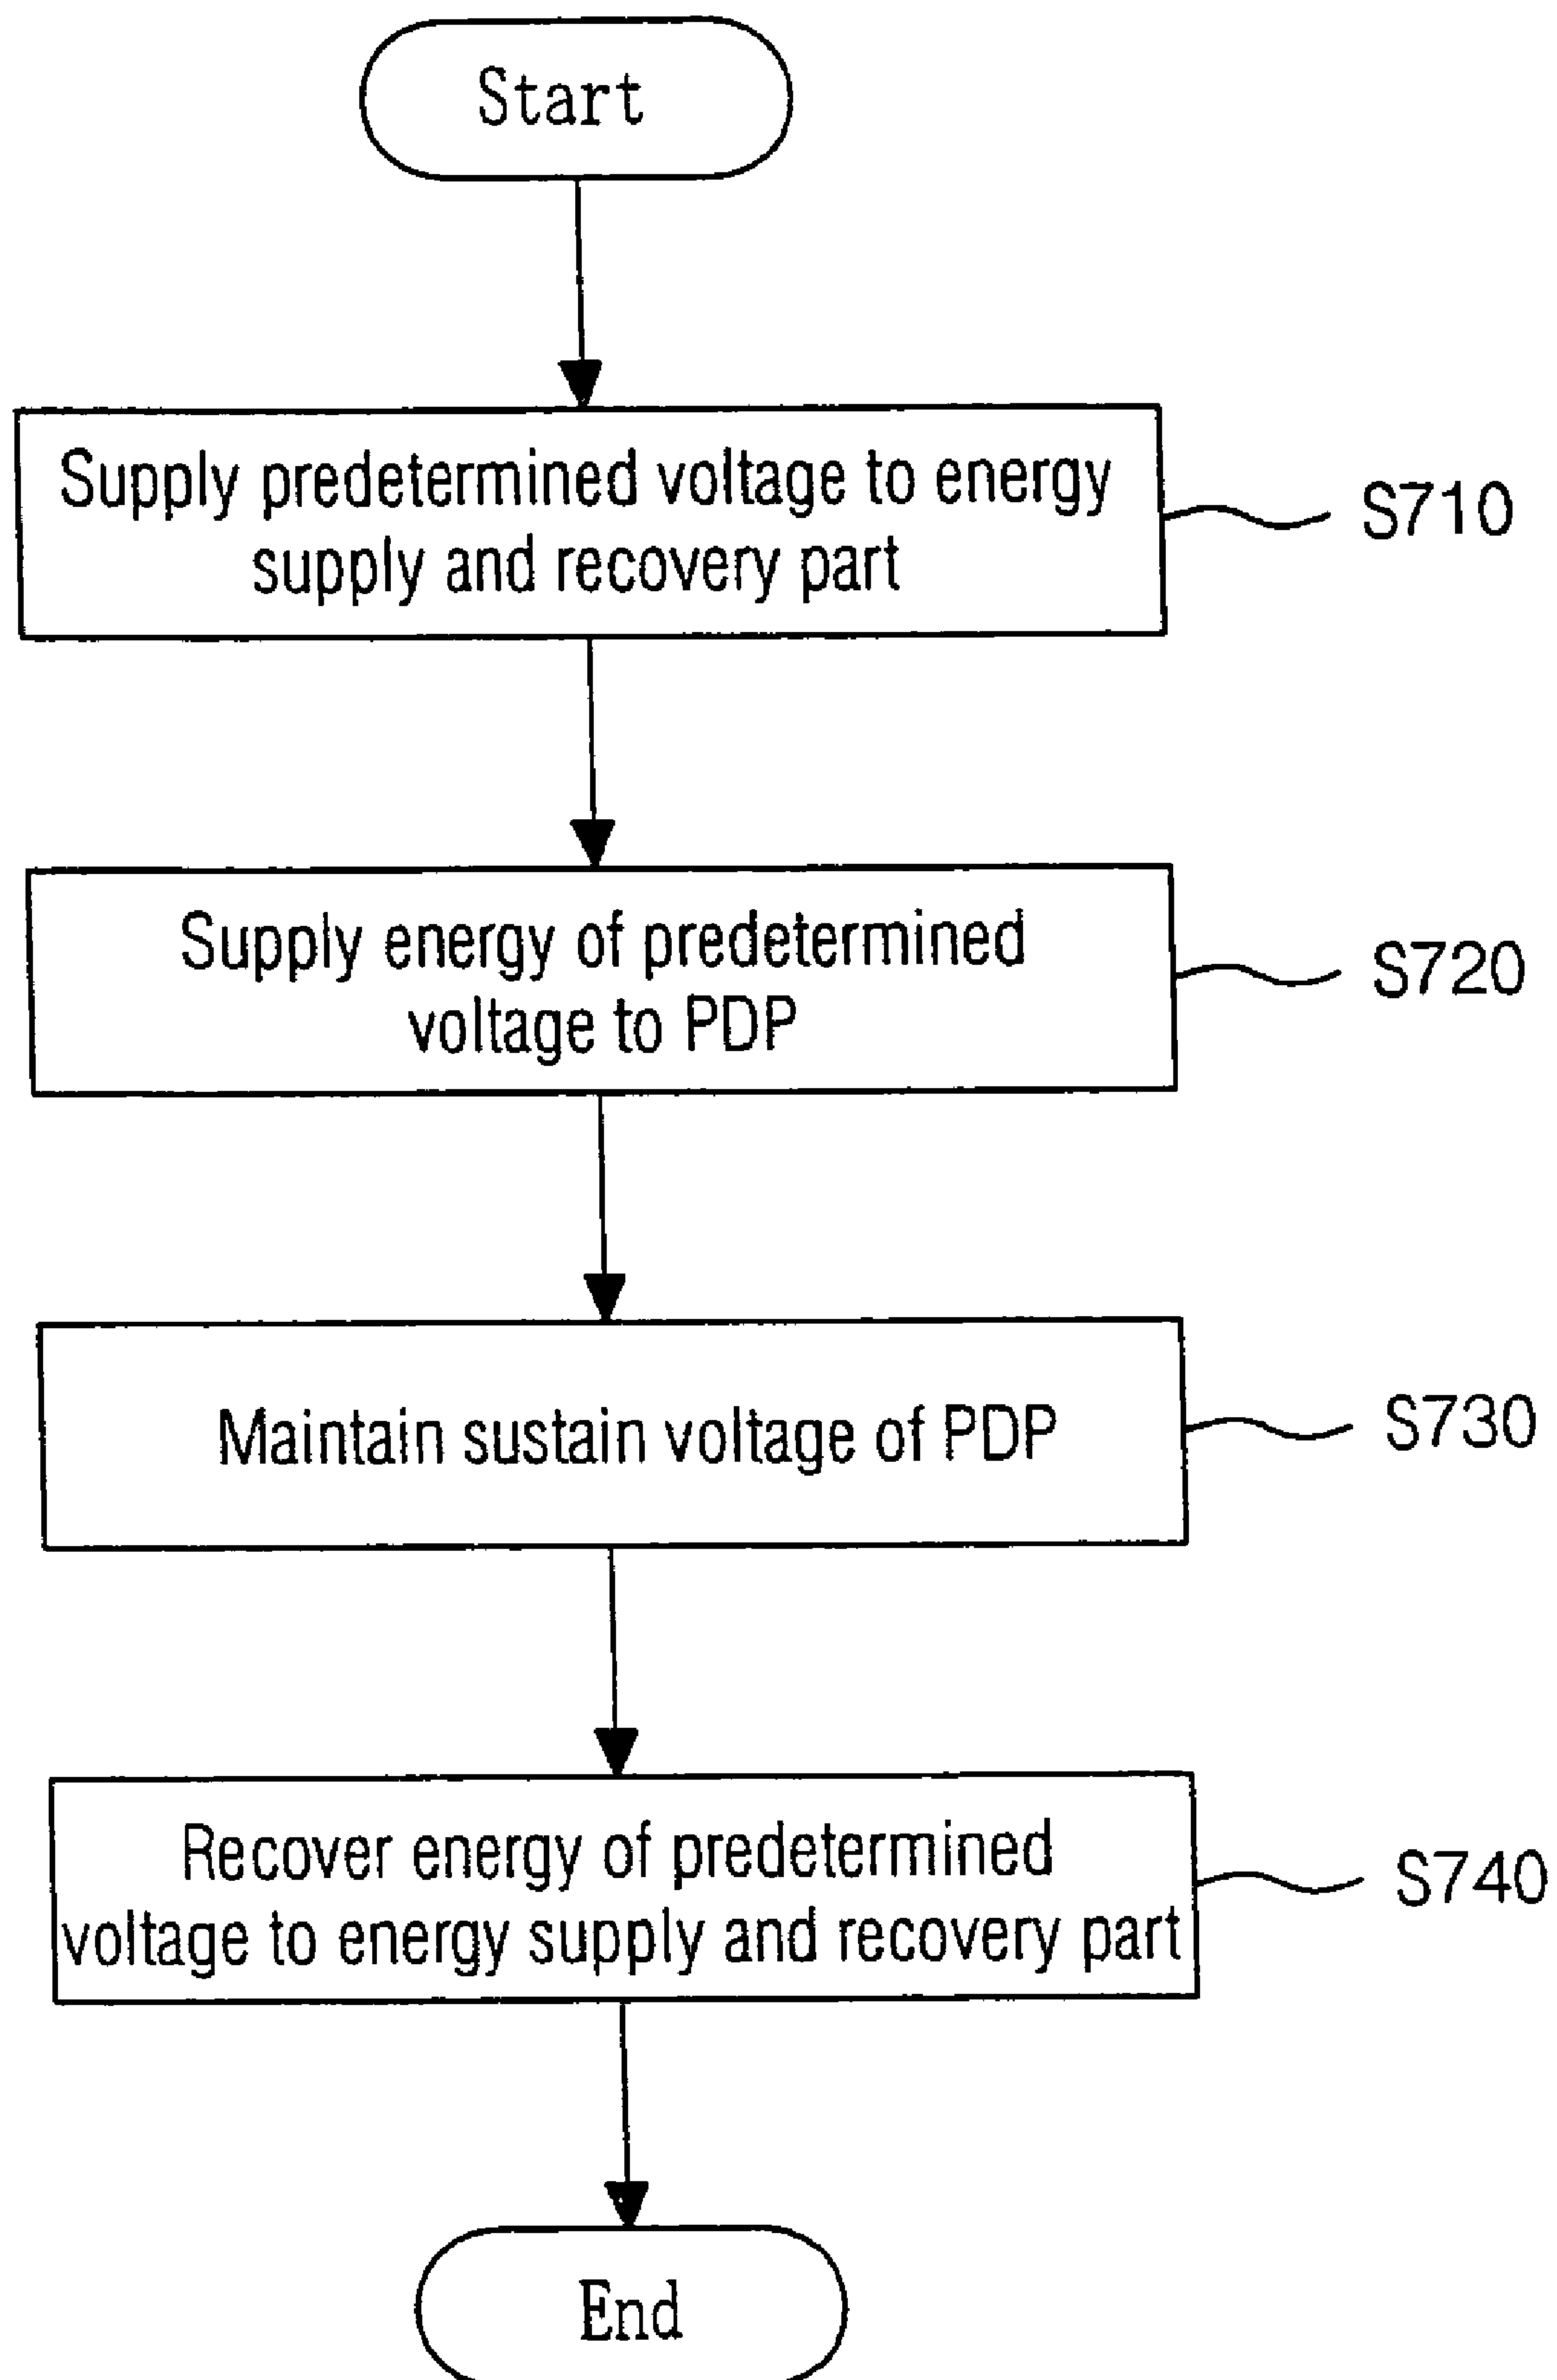 Start
Supply predetermined voltage to energy
supply and recovery part
S710
Supply energy of predetermined
voltage to PDP
S720
Maintain sustain voltage of PDP
S730
Recover energy of predetermined
voltage to energy supply and recovery part
S740
End